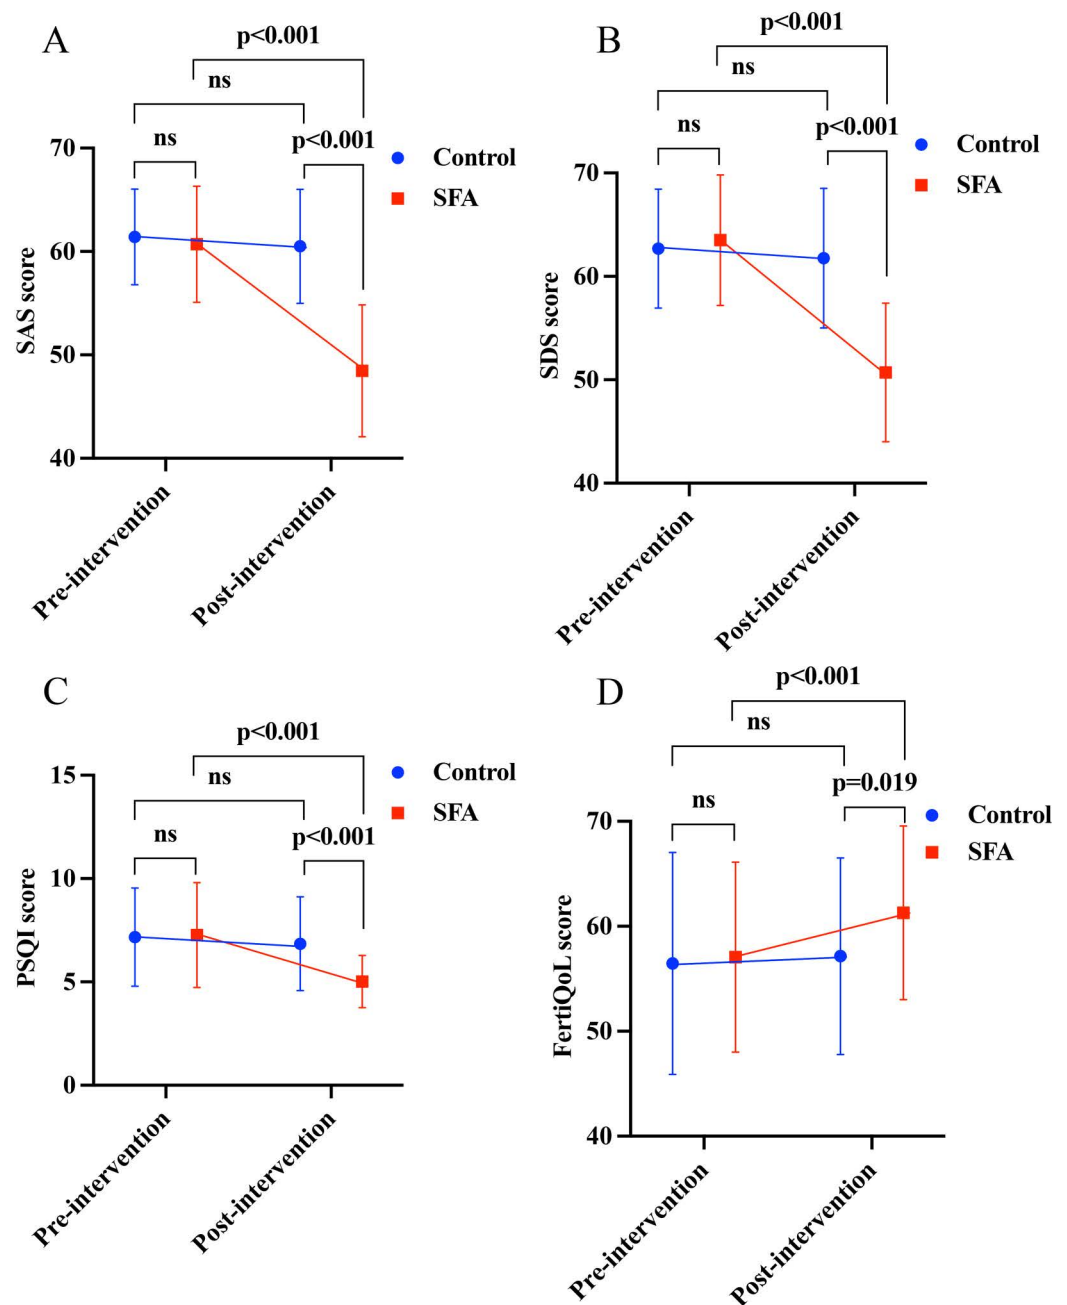 A
p<0.001
ns
ns
p<0.001
Control
SFA
70
60
50
40
SAS score
Pre-intervention
Post-intervention
B
p<0.001
ns
ns
p<0.001
Control
SFA
70
60
50
40
SDS score
Pre-intervention
Post-intervention
C
p<0.001
ns
ns
p<0.001
Control
SFA
15
10
5
0
PSQI score
Pre-intervention
Post-intervention
D
p<0.001
ns
ns
p=0.019
Control
SFA
70
60
50
40
FertiQoL score
Pre-intervention
Post-intervention